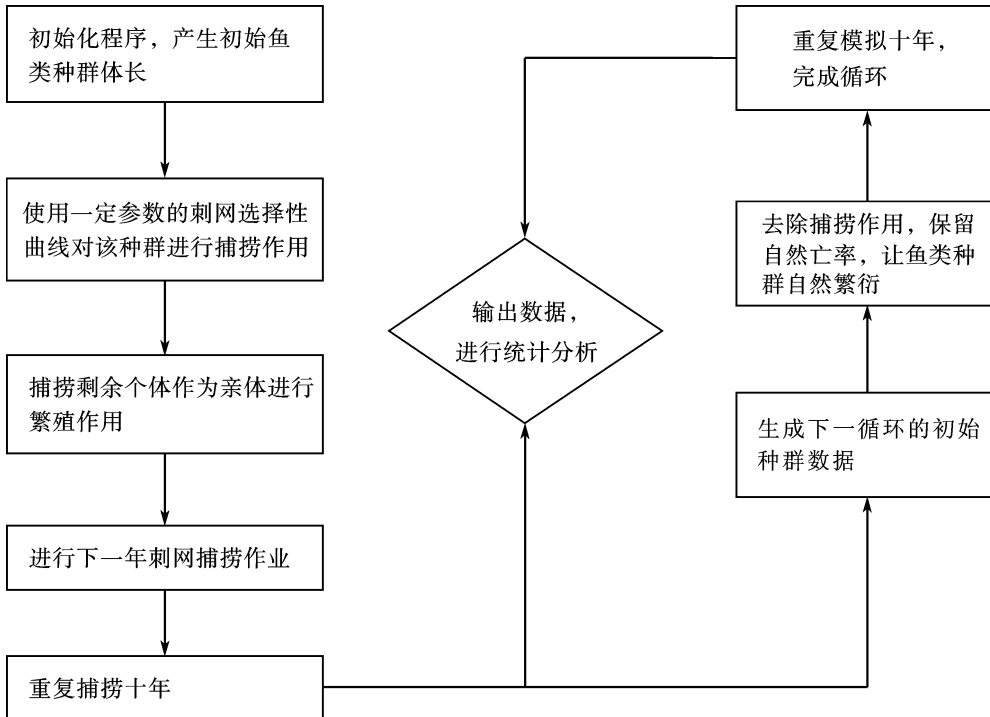 初始化程序，产生初始鱼
类种群体长
使用一定参数的刺网选择性
曲线对该种群进行捕捞作用
捕捞剩余个体作为亲体进行
繁殖作用
进行下一年刺网捕捞作业
重复捕捞十年
输出数据，
进行统计分析
重复模拟十年，
完成循环
去除捕捞作用，保留
自然亡率，让鱼类种
群自然繁衍
生成下一循环的初始
种群数据